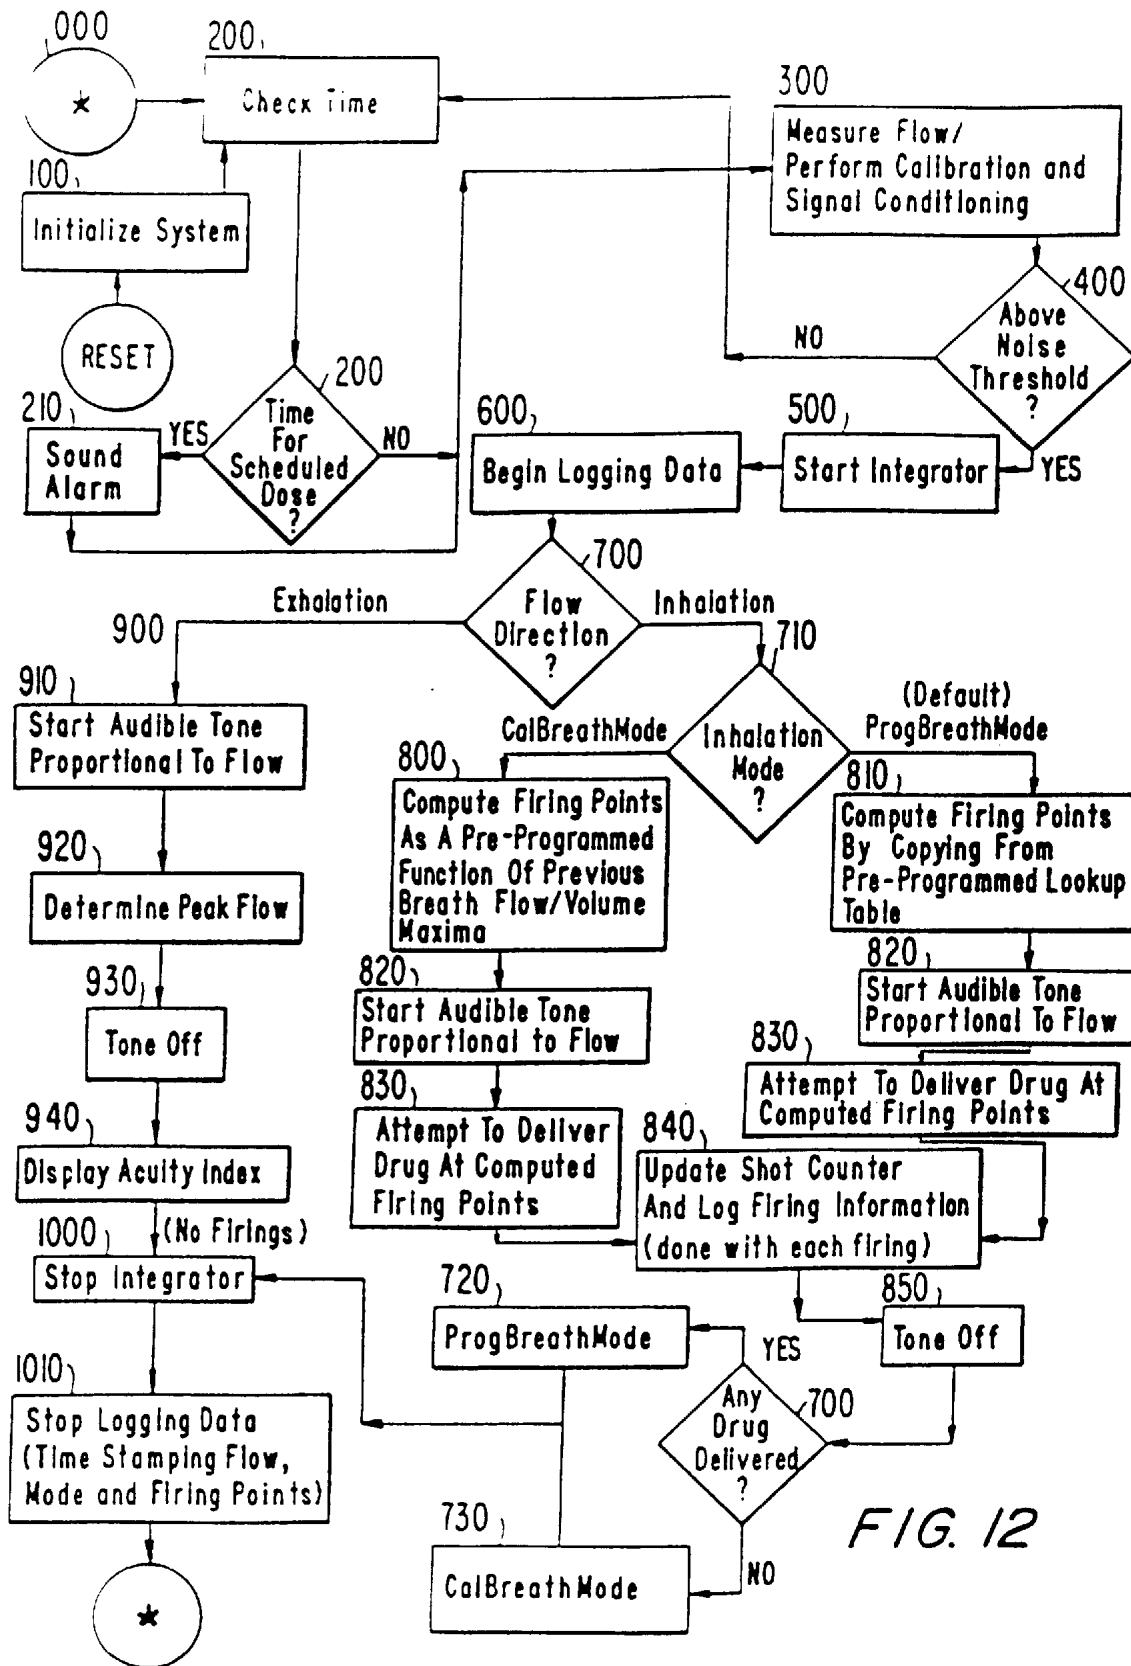 000
★
200
Check Time
100
Initialize System
RESET
300
Measure Flow/
Perform Calibration and
Signal Conditioning
400
Above
Noise
Threshold
?
NO
YES
200
Time
For
Scheduled
Dose
?
YES
NO
210
Sound
Alarm
500
Start Integrator
600
Begin Logging Data
700
Flow
Direction
?
Exhalation
Inhalation
900
910
Start Audible Tone
Proportional To Flow
920
Determine Peak Flow
930
Tone Off
940
Display Acuity Index
(No Firings)
1000
Stop Integrator
1010
Stop Logging Data
(Time Stamping Flow,
Mode and Firing Points)
★
710
Inhalation
Mode
?
CalBreathMode
(Default)
ProgBreathMode
800
Compute Firing Points
As A Pre-Programmed
Function Of Previous
Breath Flow/Volume
Maxima
820
Start Audible Tone
Proportional to Flow
830
Attempt To Deliver
Drug At Computed
Firing Points
810
Compute Firing Points
By Copying From
Pre-Programmed Lookup
Table
820
Start Audible Tone
Proportional To Flow
830
Attempt To Deliver Drug At
Computed Firing Points
840
Update Shot Counter
And Log Firing Information
(done with each firing)
850
Tone Off
700
Any
Drug
Delivered
?
YES
NO
720
ProgBreathMode
730
CalBreathMode
FIG. 12